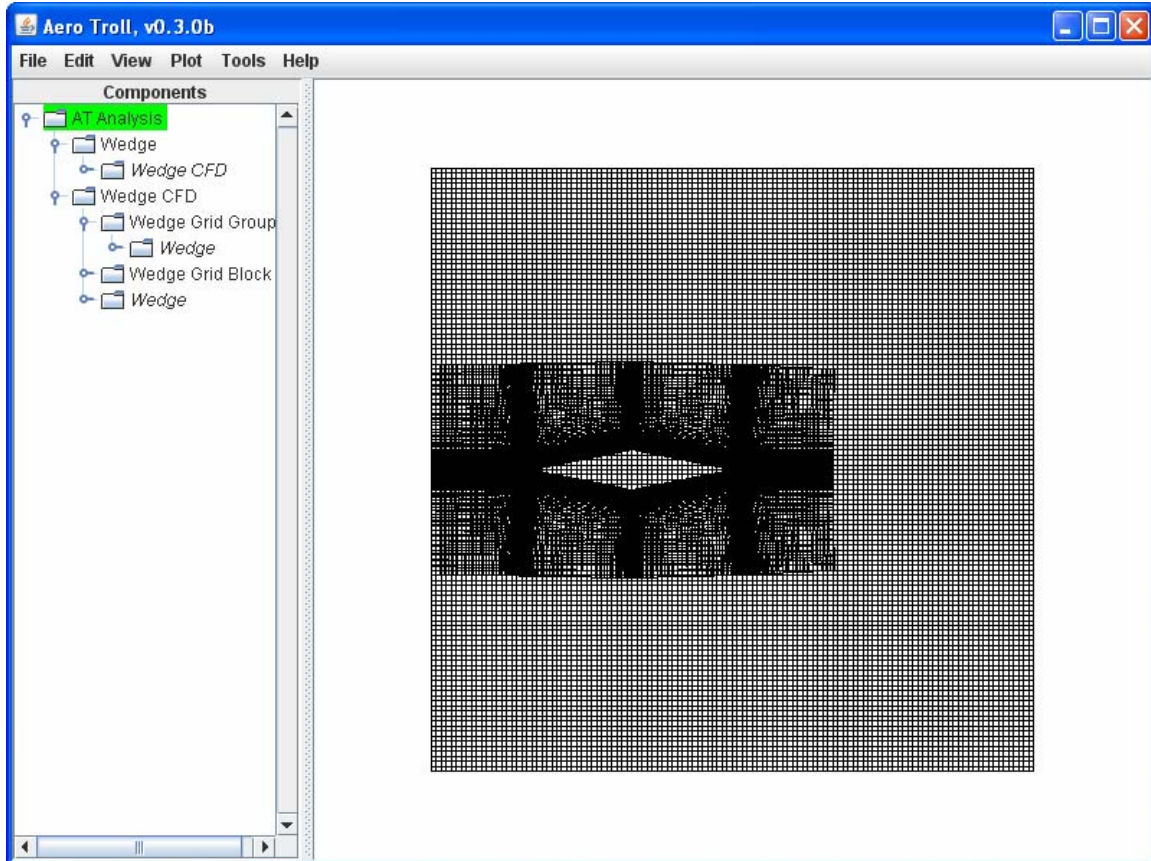 Aero Troll, v0.3.0b
File Edit View Plot Tools Help
Components
AT Analysis
Wedge
Wedge CFD
Wedge CFD
Wedge Grid Group
Wedge
Wedge Grid Block
Wedge